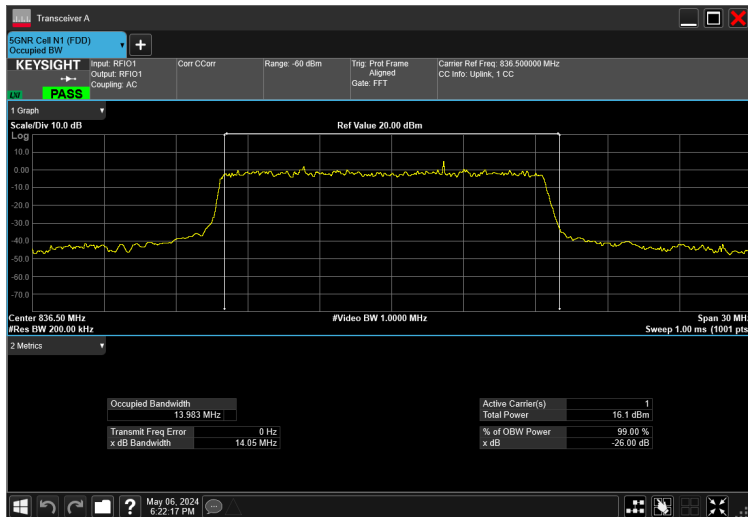 Transceiver A
5GNR Cell N1 (FDD)
Occupied BW
+
KEYSIGHT
LXI
PASS
Input: RFIO1
Output: RFIO1
Coupling: AC
Corr CCorr
Range: -60 dBm
Trig: Prot Frame
Aligned
Gate: FFT
Carrier Ref Freq: 836.500000 MHz
CC Info: Uplink, 1 CC
1 Graph
Scale/Div 10.0 dB
Ref Value 20.00 dBm
Log
10.0
0.00
-10.0
-20.0
-30.0
-40.0
-50.0
-60.0
-70.0
Center 836.50 MHz
#Video BW 1.0000 MHz
Span 30 MHz
#Res BW 200.00 kHz
Sweep 1.00 ms (1001 pts
2 Metrics
Occupied Bandwidth
13.983 MHz
Transmit Freq Error 0 Hz
x dB Bandwidth 14.05 MHz
Active Carrier(s) 1
Total Power 16.1 dBm
% of OBW Power 99.00 %
x dB -26.00 dB
?
May 06, 2024
6:22:17 PM